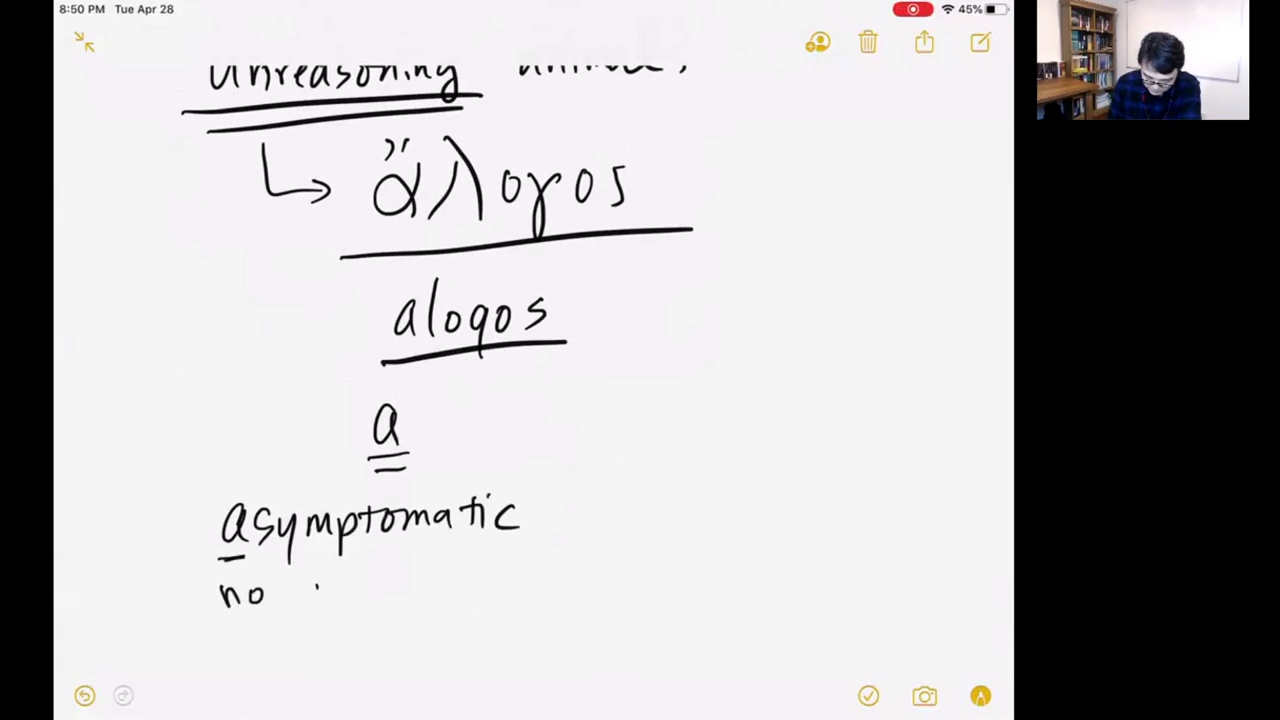 8:50 PM Tue Apr 28
45%
unreasoning
ἄλογος
alogos
a
asymptomatic
no